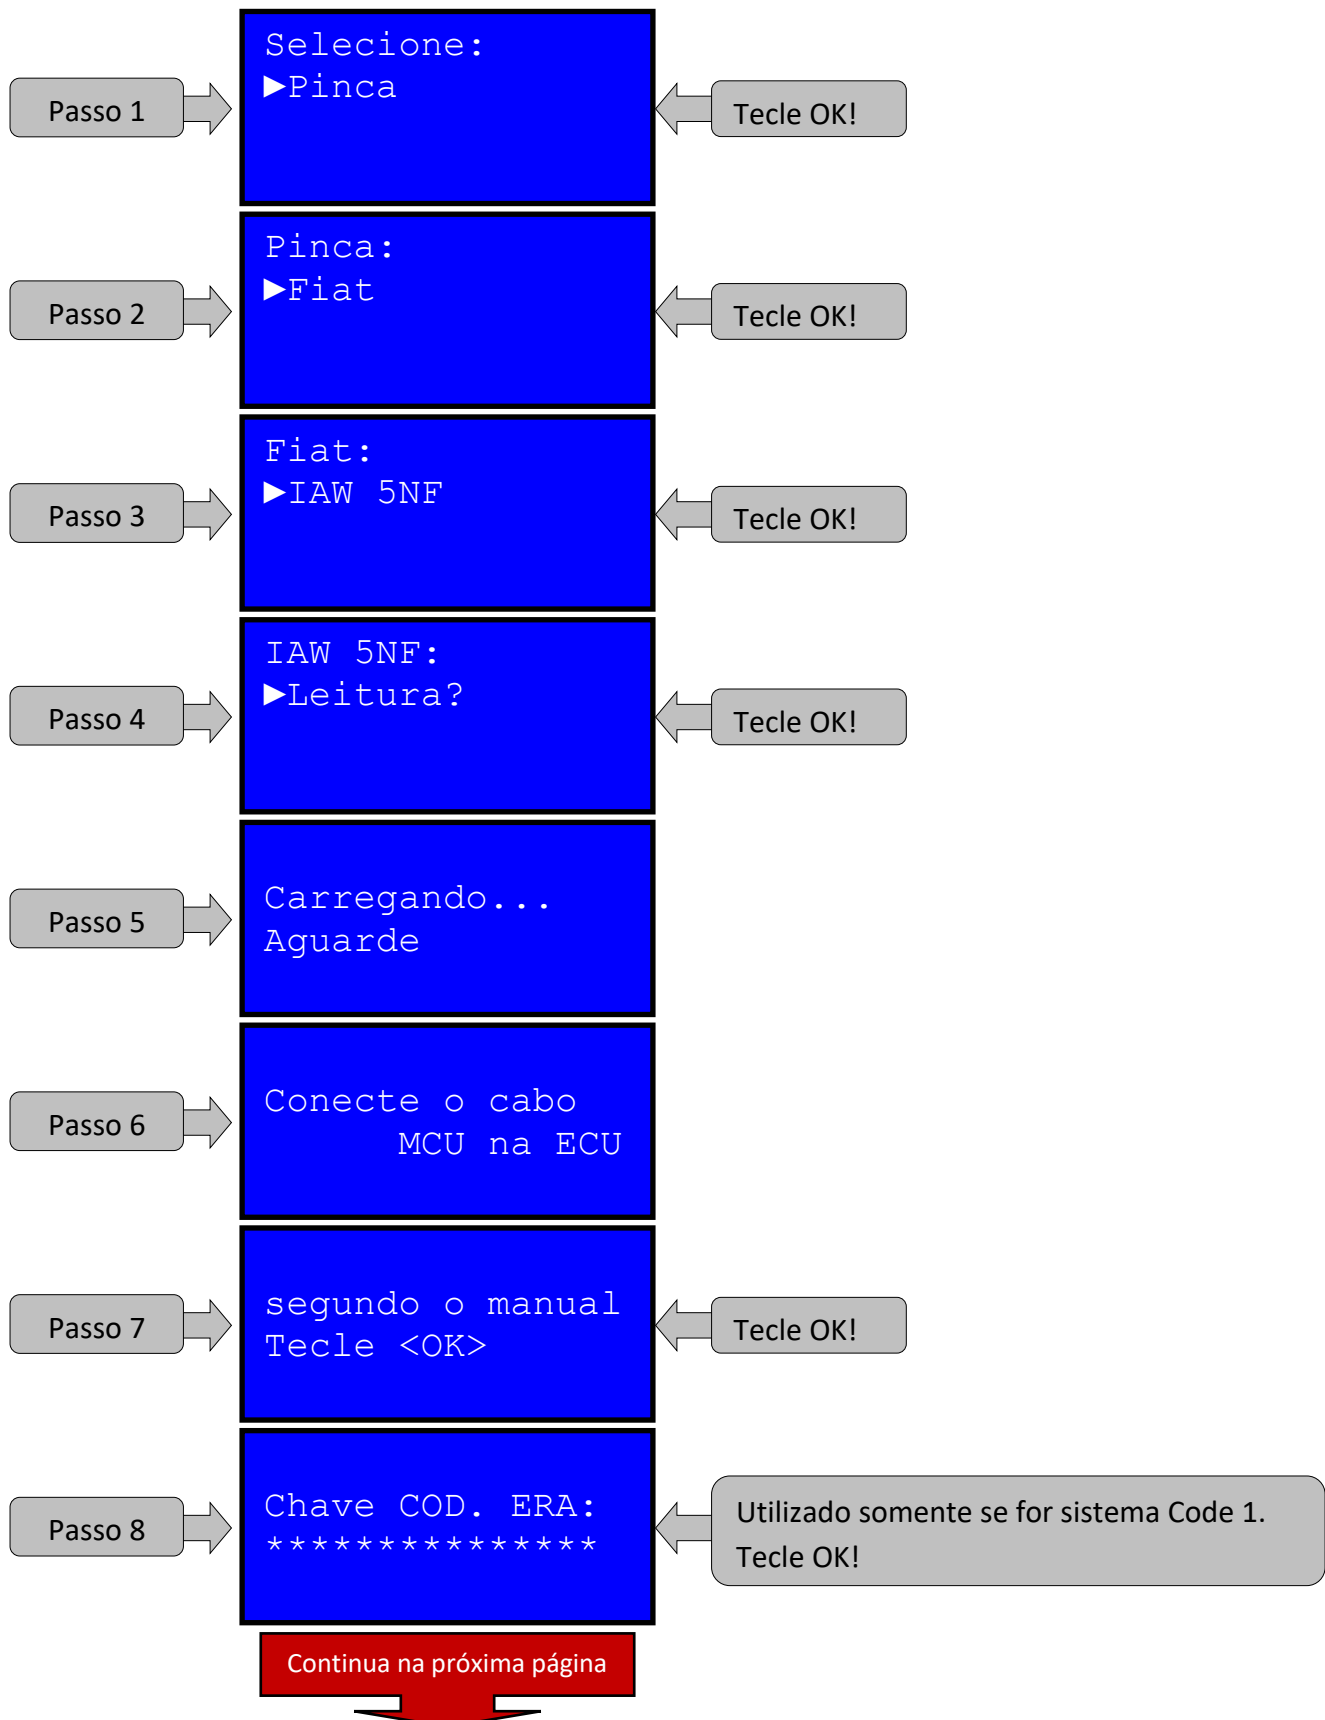 Passo 1
Selecione:
►Pinca
Tecle OK!
Passo 2
Pinca:
►Fiat
Tecle OK!
Passo 3
Fiat:
►IAW 5NF
Tecle OK!
Passo 4
IAW 5NF:
►Leitura?
Tecle OK!
Passo 5
Carregando...
Aguarde
Passo 6
Conecte o cabo
MCU na ECU
Passo 7
segundo o manual
Tecle <OK>
Tecle OK!
Passo 8
Chave COD. ERA:
***************
Utilizado somente se for sistema Code 1.
Tecle OK!
Continua na próxima página